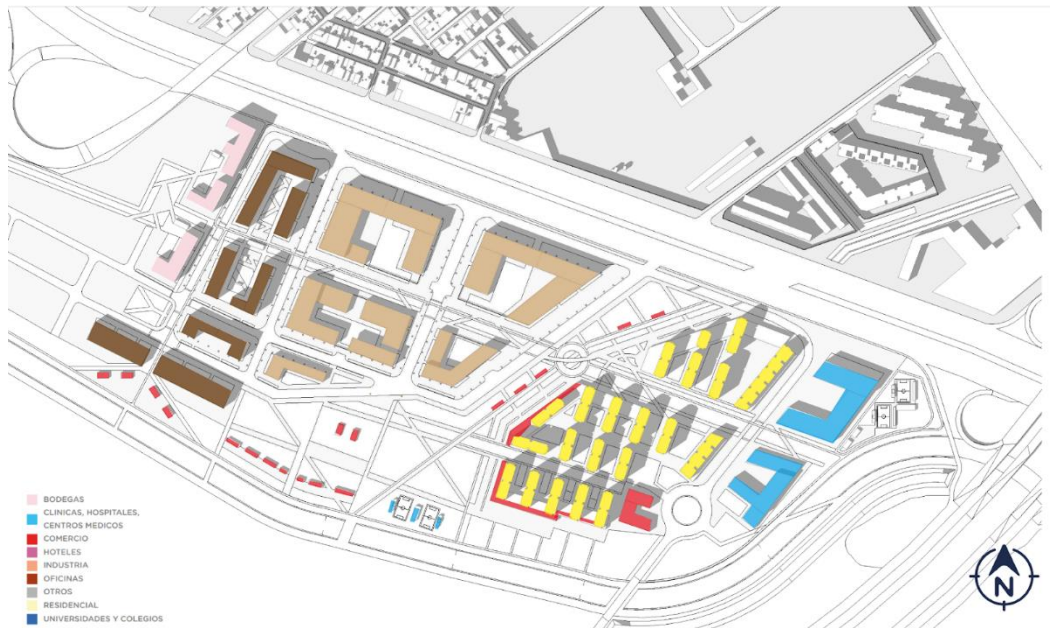 BODEGAS
CLINICAS, HOSPITALES,
CENTROS MEDICOS
COMERCIO
HOTELES
INDUSTRIA
OFICINAS
OTROS
RESIDENCIAL
UNIVERSIDADES Y COLEGIOS
N